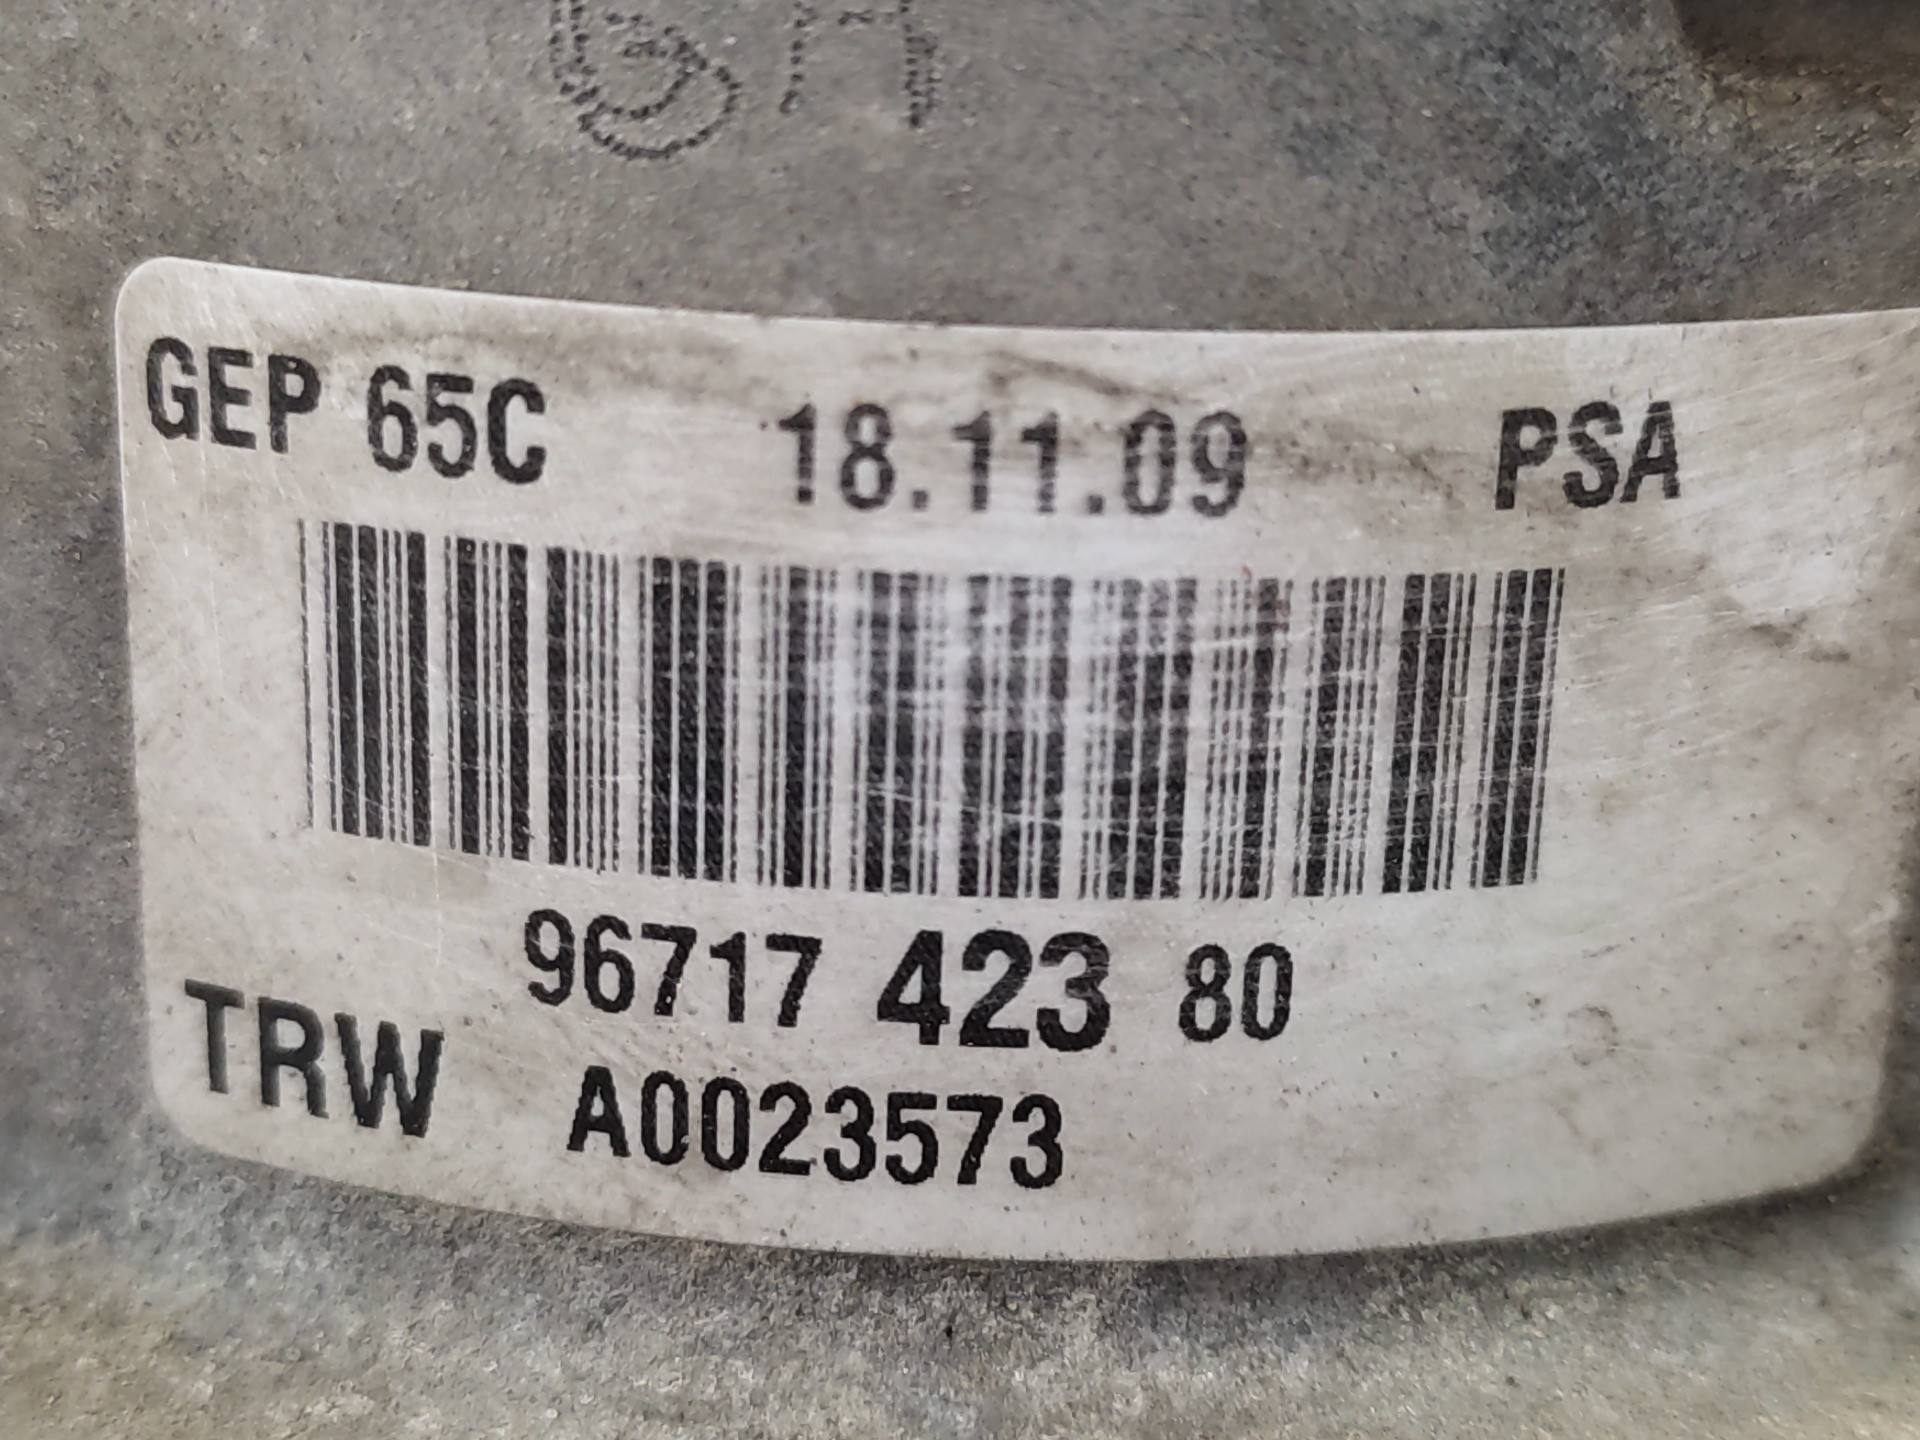 GEP 65C 18.11.09 PSA
96717 423 80
TRW A0023573